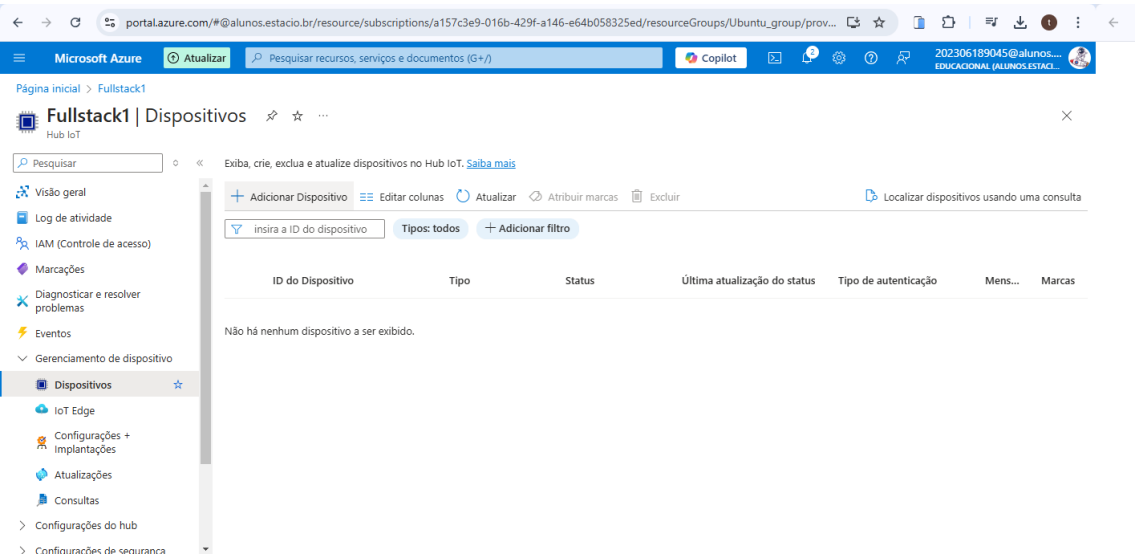 portal.azure.com/#@alunos.estacio.br/resource/subscriptions/a157c3e9-016b-429f-a146-e64b058325ed/resourceGroups/Ubuntu_group/prov...
t
Microsoft Azure
Atualizar
Pesquisar recursos, serviços e documentos (G+/)
Copilot
2
202306189045@alunos....
EDUCACIONAL (ALUNOS.ESTACI...
Página inicial > Fullstack1
Fullstack1 | Dispositivos
Hub IoT
Pesquisar
Exiba, crie, exclua e atualize dispositivos no Hub IoT. Saiba mais
Visão geral
Log de atividade
IAM (Controle de acesso)
Marcações
Diagnosticar e resolver
problemas
Eventos
Gerenciamento de dispositivo
Dispositivos
IoT Edge
Configurações +
Implantações
Atualizações
Consultas
Configurações do hub
Configurações de segurança
+ Adicionar Dispositivo Editar colunas Atualizar Atribuir marcas Excluir Localizar dispositivos usando uma consulta
insira a ID do dispositivo Tipos: todos + Adicionar filtro
ID do Dispositivo Tipo Status Última atualização do status Tipo de autenticação Mens... Marcas
Não há nenhum dispositivo a ser exibido.